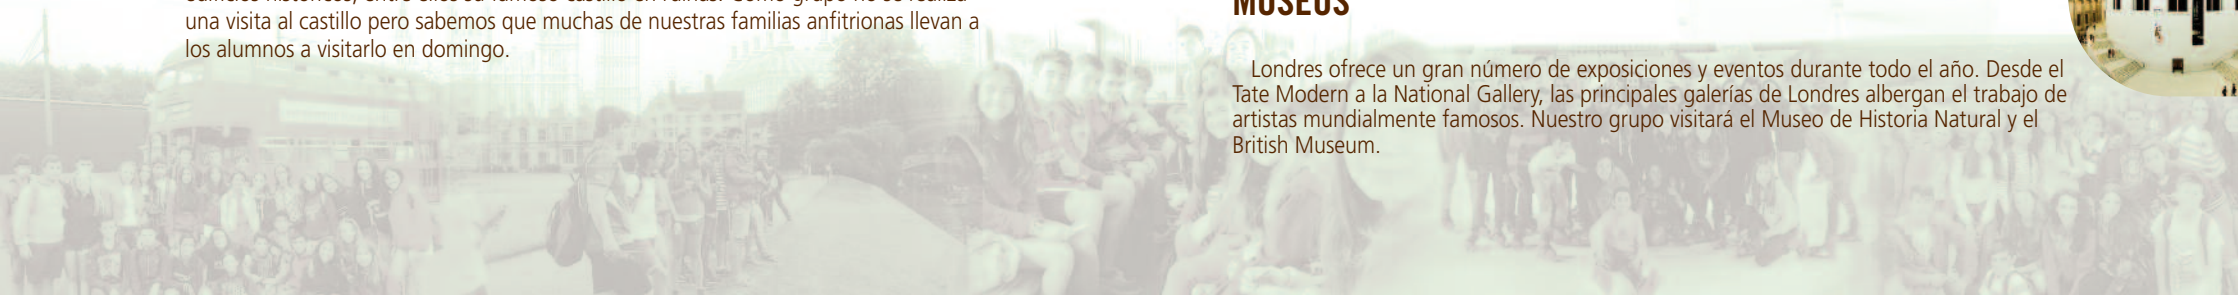 una visita al castillo pero sabemos que muchas de nuestras familias anfitrionas llevan a
los alumnos a visitarlo en domingo.
MUSEOS
Londres ofrece un gran número de exposiciones y eventos durante todo el año. Desde el
Tate Modern a la National Gallery, las principales galerías de Londres albergan el trabajo de
artistas mundialmente famosos. Nuestro grupo visitará el Museo de Historia Natural y el
British Museum.